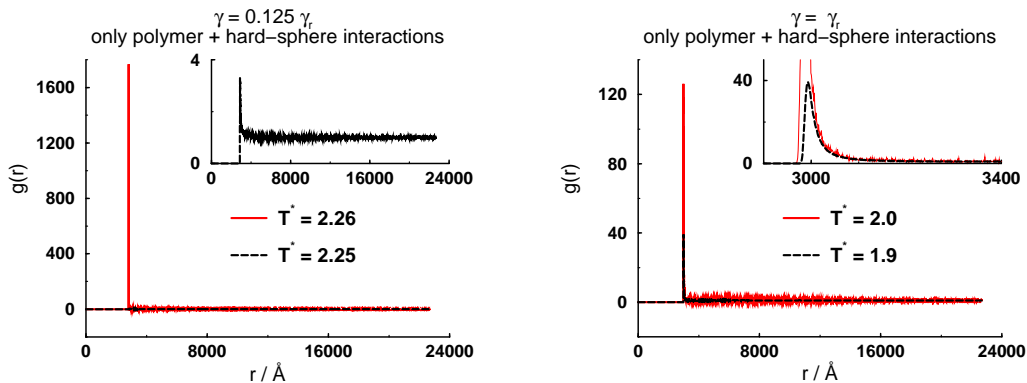 γ = 0.125 γr
only polymer + hard−sphere interactions
g(r)
1600
1200
800
400
0
0
8000
16000
24000
r / Å
4
0
0
8000
16000
24000
T* = 2.26
T* = 2.25
γ = γr
only polymer + hard−sphere interactions
g(r)
120
80
40
0
0
8000
16000
24000
r / Å
40
0
3000
3400
T* = 2.0
T* = 1.9